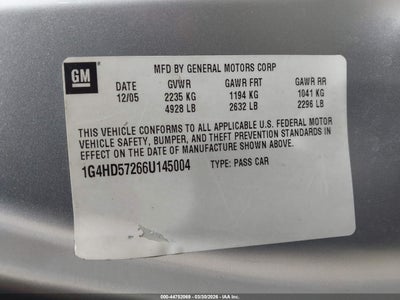 GM
MFD BY GENERAL MOTORS CORP
DATE GVWR GAWR FRT GAWR RR
12/05 2235 KG 1194 KG 1041 KG
4928 LB 2632 LB 2296 LB
THIS VEHICLE CONFORMS TO ALL APPLICABLE U.S. FEDERAL MOTOR
VEHICLE SAFETY, BUMPER, AND THEFT PREVENTION STANDARDS IN
EFFECT ON THE DATE OF MANUFACTURE SHOWN ABOVE.
1G4HD57266U145004 TYPE: PASS CAR
000-44752069 - 03/30/2026 - IAA Inc.